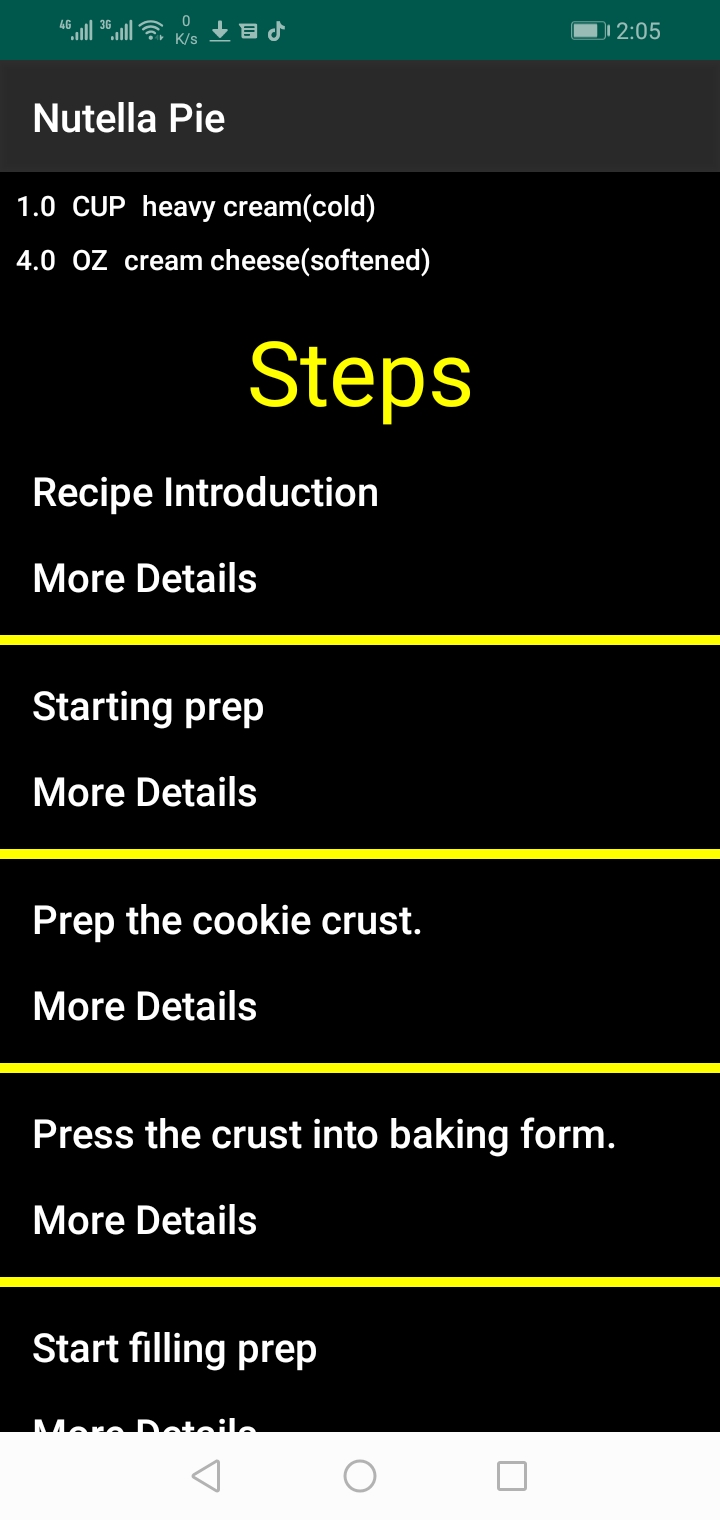 4G 3G 0 K/s 2:05
Nutella Pie
1.0 CUP heavy cream(cold)
4.0 OZ cream cheese(softened)
Steps
Recipe Introduction
More Details
Starting prep
More Details
Prep the cookie crust.
More Details
Press the crust into baking form.
More Details
Start filling prep
More Details